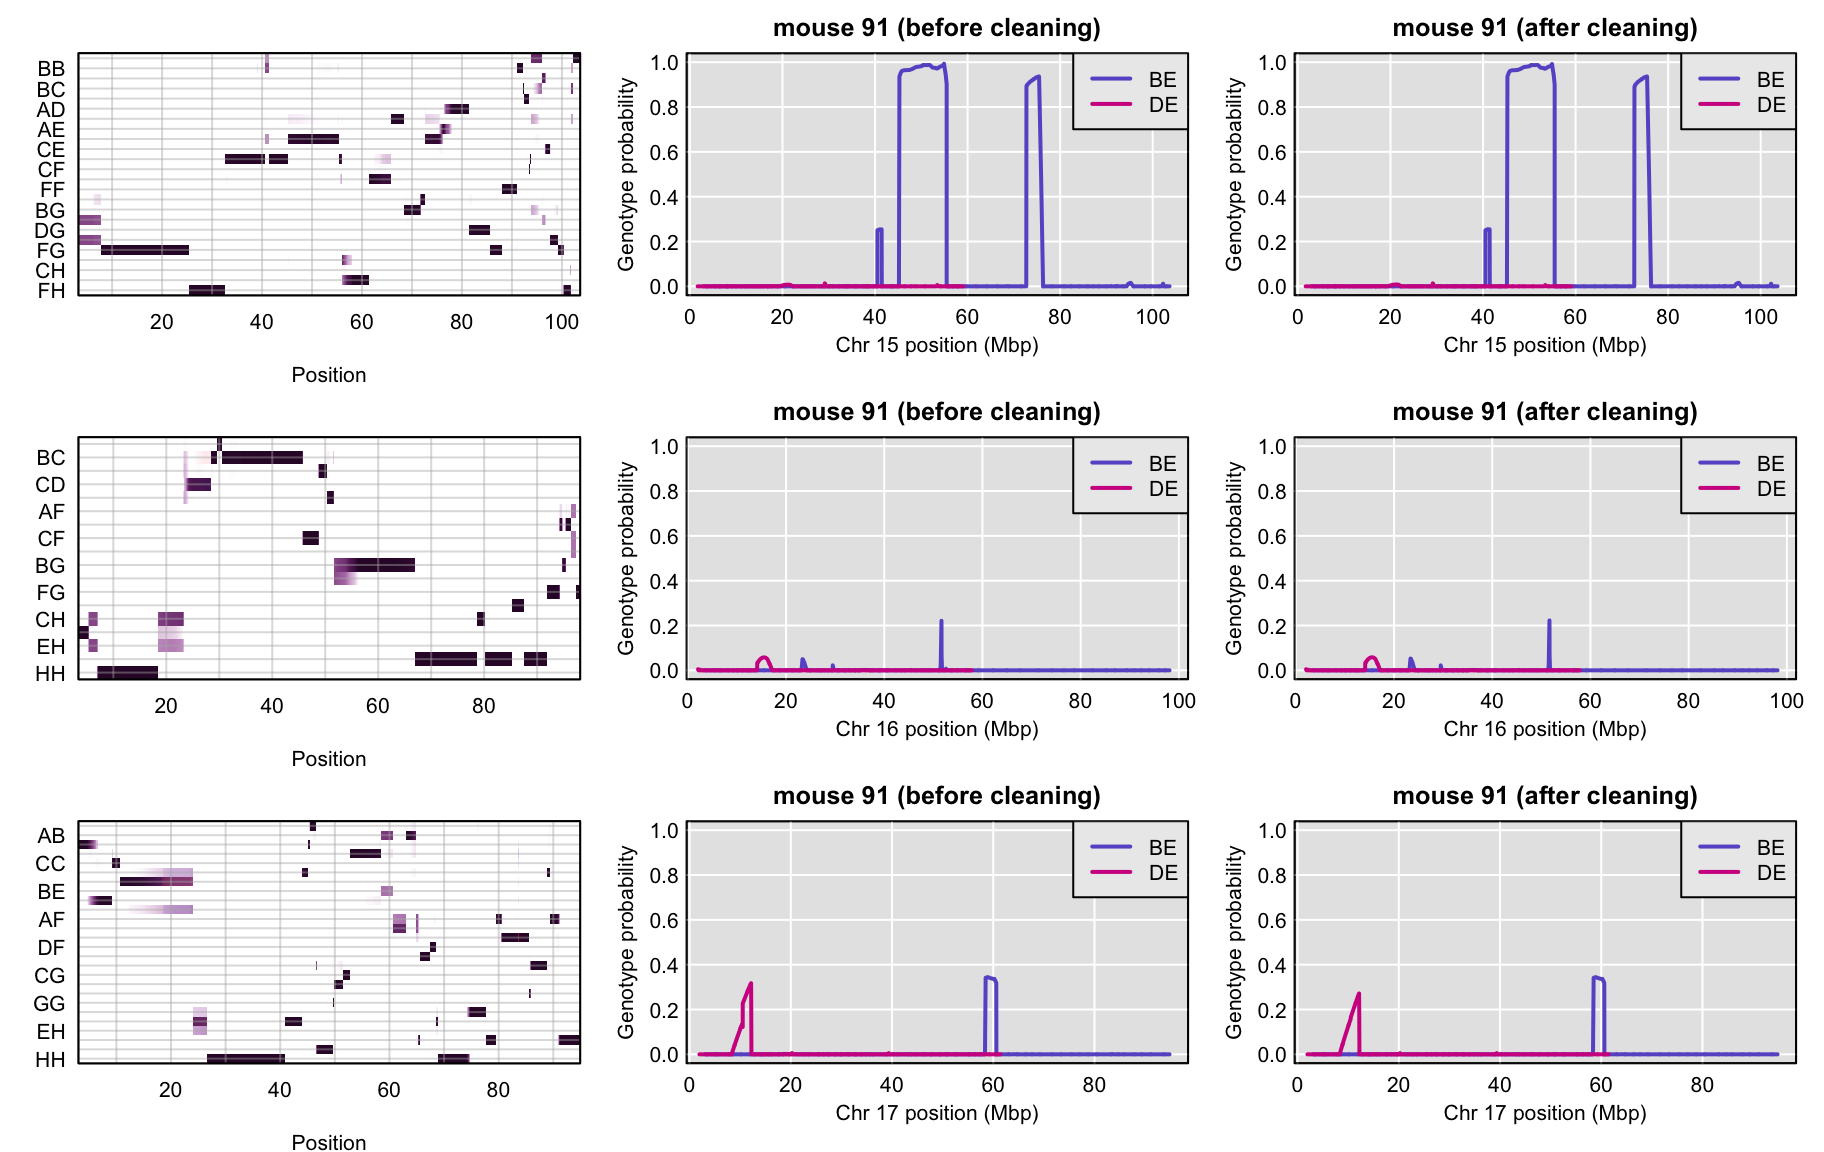 mouse 91 (before cleaning)
mouse 91 (after cleaning)
BB
BC
AD
AE
CE
CF
FF
BG
DG
FG
CH
FH
20 40 60 80 100
Position
Genotype probability
1.0
0.8
0.6
0.4
0.2
0.0
BE
DE
0 20 40 60 80 100
Chr 15 position (Mbp)
Genotype probability
1.0
0.8
0.6
0.4
0.2
0.0
BE
DE
0 20 40 60 80 100
Chr 15 position (Mbp)
mouse 91 (before cleaning)
mouse 91 (after cleaning)
BC
CD
AF
CF
BG
FG
CH
EH
HH
20 40 60 80
Position
Genotype probability
1.0
0.8
0.6
0.4
0.2
0.0
BE
DE
0 20 40 60 80 100
Chr 16 position (Mbp)
Genotype probability
1.0
0.8
0.6
0.4
0.2
0.0
BE
DE
0 20 40 60 80 100
Chr 16 position (Mbp)
mouse 91 (before cleaning)
mouse 91 (after cleaning)
AB
CC
BE
AF
DF
CG
GG
EH
HH
20 40 60 80
Position
Genotype probability
1.0
0.8
0.6
0.4
0.2
0.0
BE
DE
0 20 40 60 80
Chr 17 position (Mbp)
Genotype probability
1.0
0.8
0.6
0.4
0.2
0.0
BE
DE
0 20 40 60 80
Chr 17 position (Mbp)